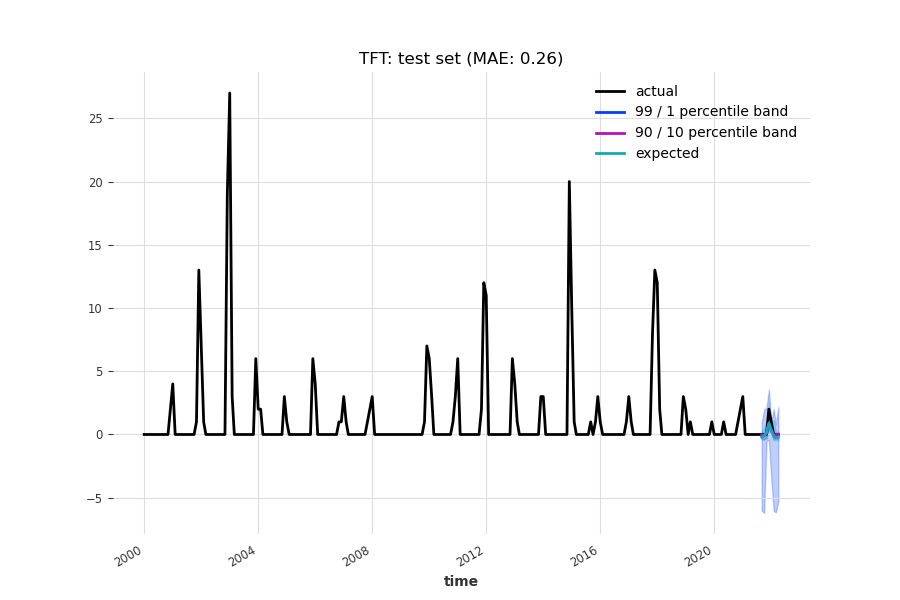 TFT: test set (MAE: 0.26)
actual
99 / 1 percentile band
90 / 10 percentile band
expected
25
20
15
10
5
0
−5
2000
2004
2008
2012
2016
2020
time